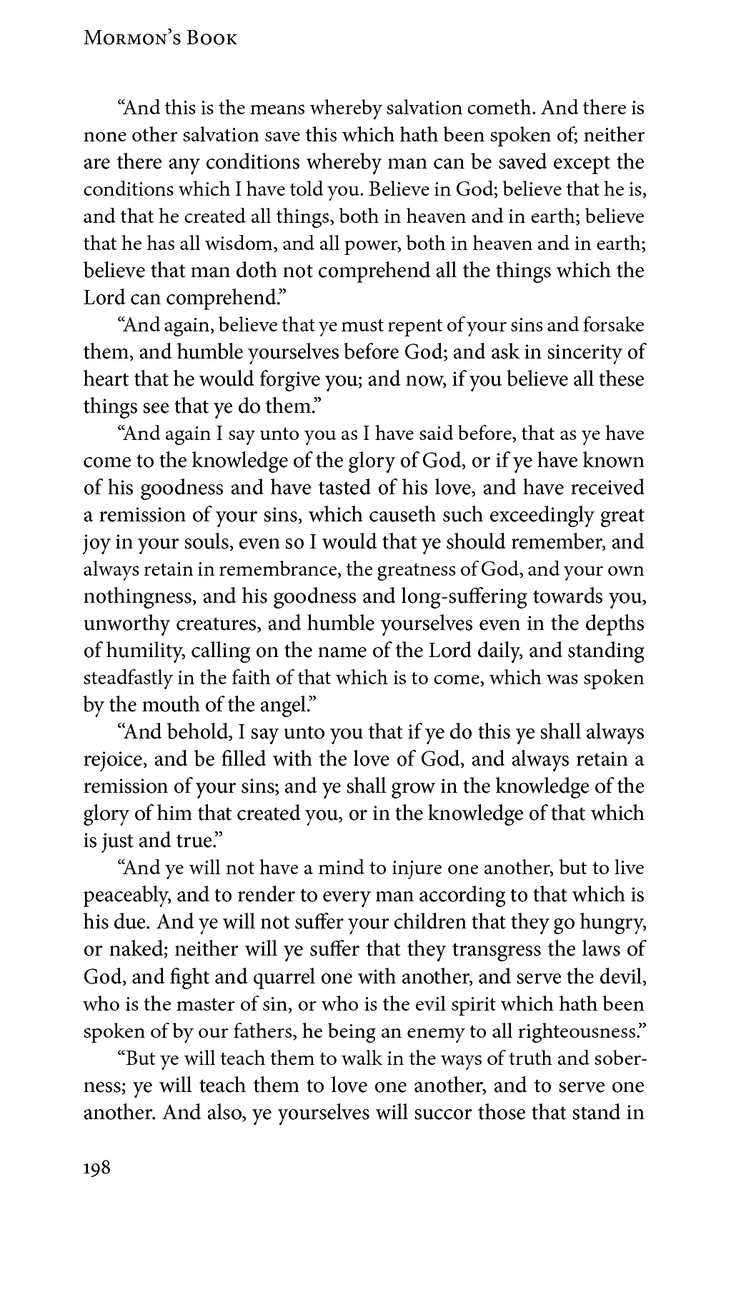 Mormon’s Book
“And this is the means whereby salvation cometh. And there is
none other salvation save this which hath been spoken of; neither
are there any conditions whereby man can be saved except the
conditions which I have told you. Believe in God; believe that he is,
and that he created all things, both in heaven and in earth; believe
that he has all wisdom, and all power, both in heaven and in earth;
believe that man doth not comprehend all the things which the
Lord can comprehend.”
“And again, believe that ye must repent of your sins and forsake
them, and humble yourselves before God; and ask in sincerity of
heart that he would forgive you; and now, if you believe all these
things see that ye do them.”
“And again I say unto you as I have said before, that as ye have
come to the knowledge of the glory of God, or if ye have known
of his goodness and have tasted of his love, and have received
a remission of your sins, which causeth such exceedingly great
joy in your souls, even so I would that ye should remember, and
always retain in remembrance, the greatness of God, and your own
nothingness, and his goodness and long-suffering towards you,
unworthy creatures, and humble yourselves even in the depths
of humility, calling on the name of the Lord daily, and standing
steadfastly in the faith of that which is to come, which was spoken
by the mouth of the angel.”
“And behold, I say unto you that if ye do this ye shall always
rejoice, and be filled with the love of God, and always retain a
remission of your sins; and ye shall grow in the knowledge of the
glory of him that created you, or in the knowledge of that which
is just and true.”
“And ye will not have a mind to injure one another, but to live
peaceably, and to render to every man according to that which is
his due. And ye will not suffer your children that they go hungry,
or naked; neither will ye suffer that they transgress the laws of
God, and fight and quarrel one with another, and serve the devil,
who is the master of sin, or who is the evil spirit which hath been
spoken of by our fathers, he being an enemy to all righteousness.”
“But ye will teach them to walk in the ways of truth and sober-
ness; ye will teach them to love one another, and to serve one
another. And also, ye yourselves will succor those that stand in
198